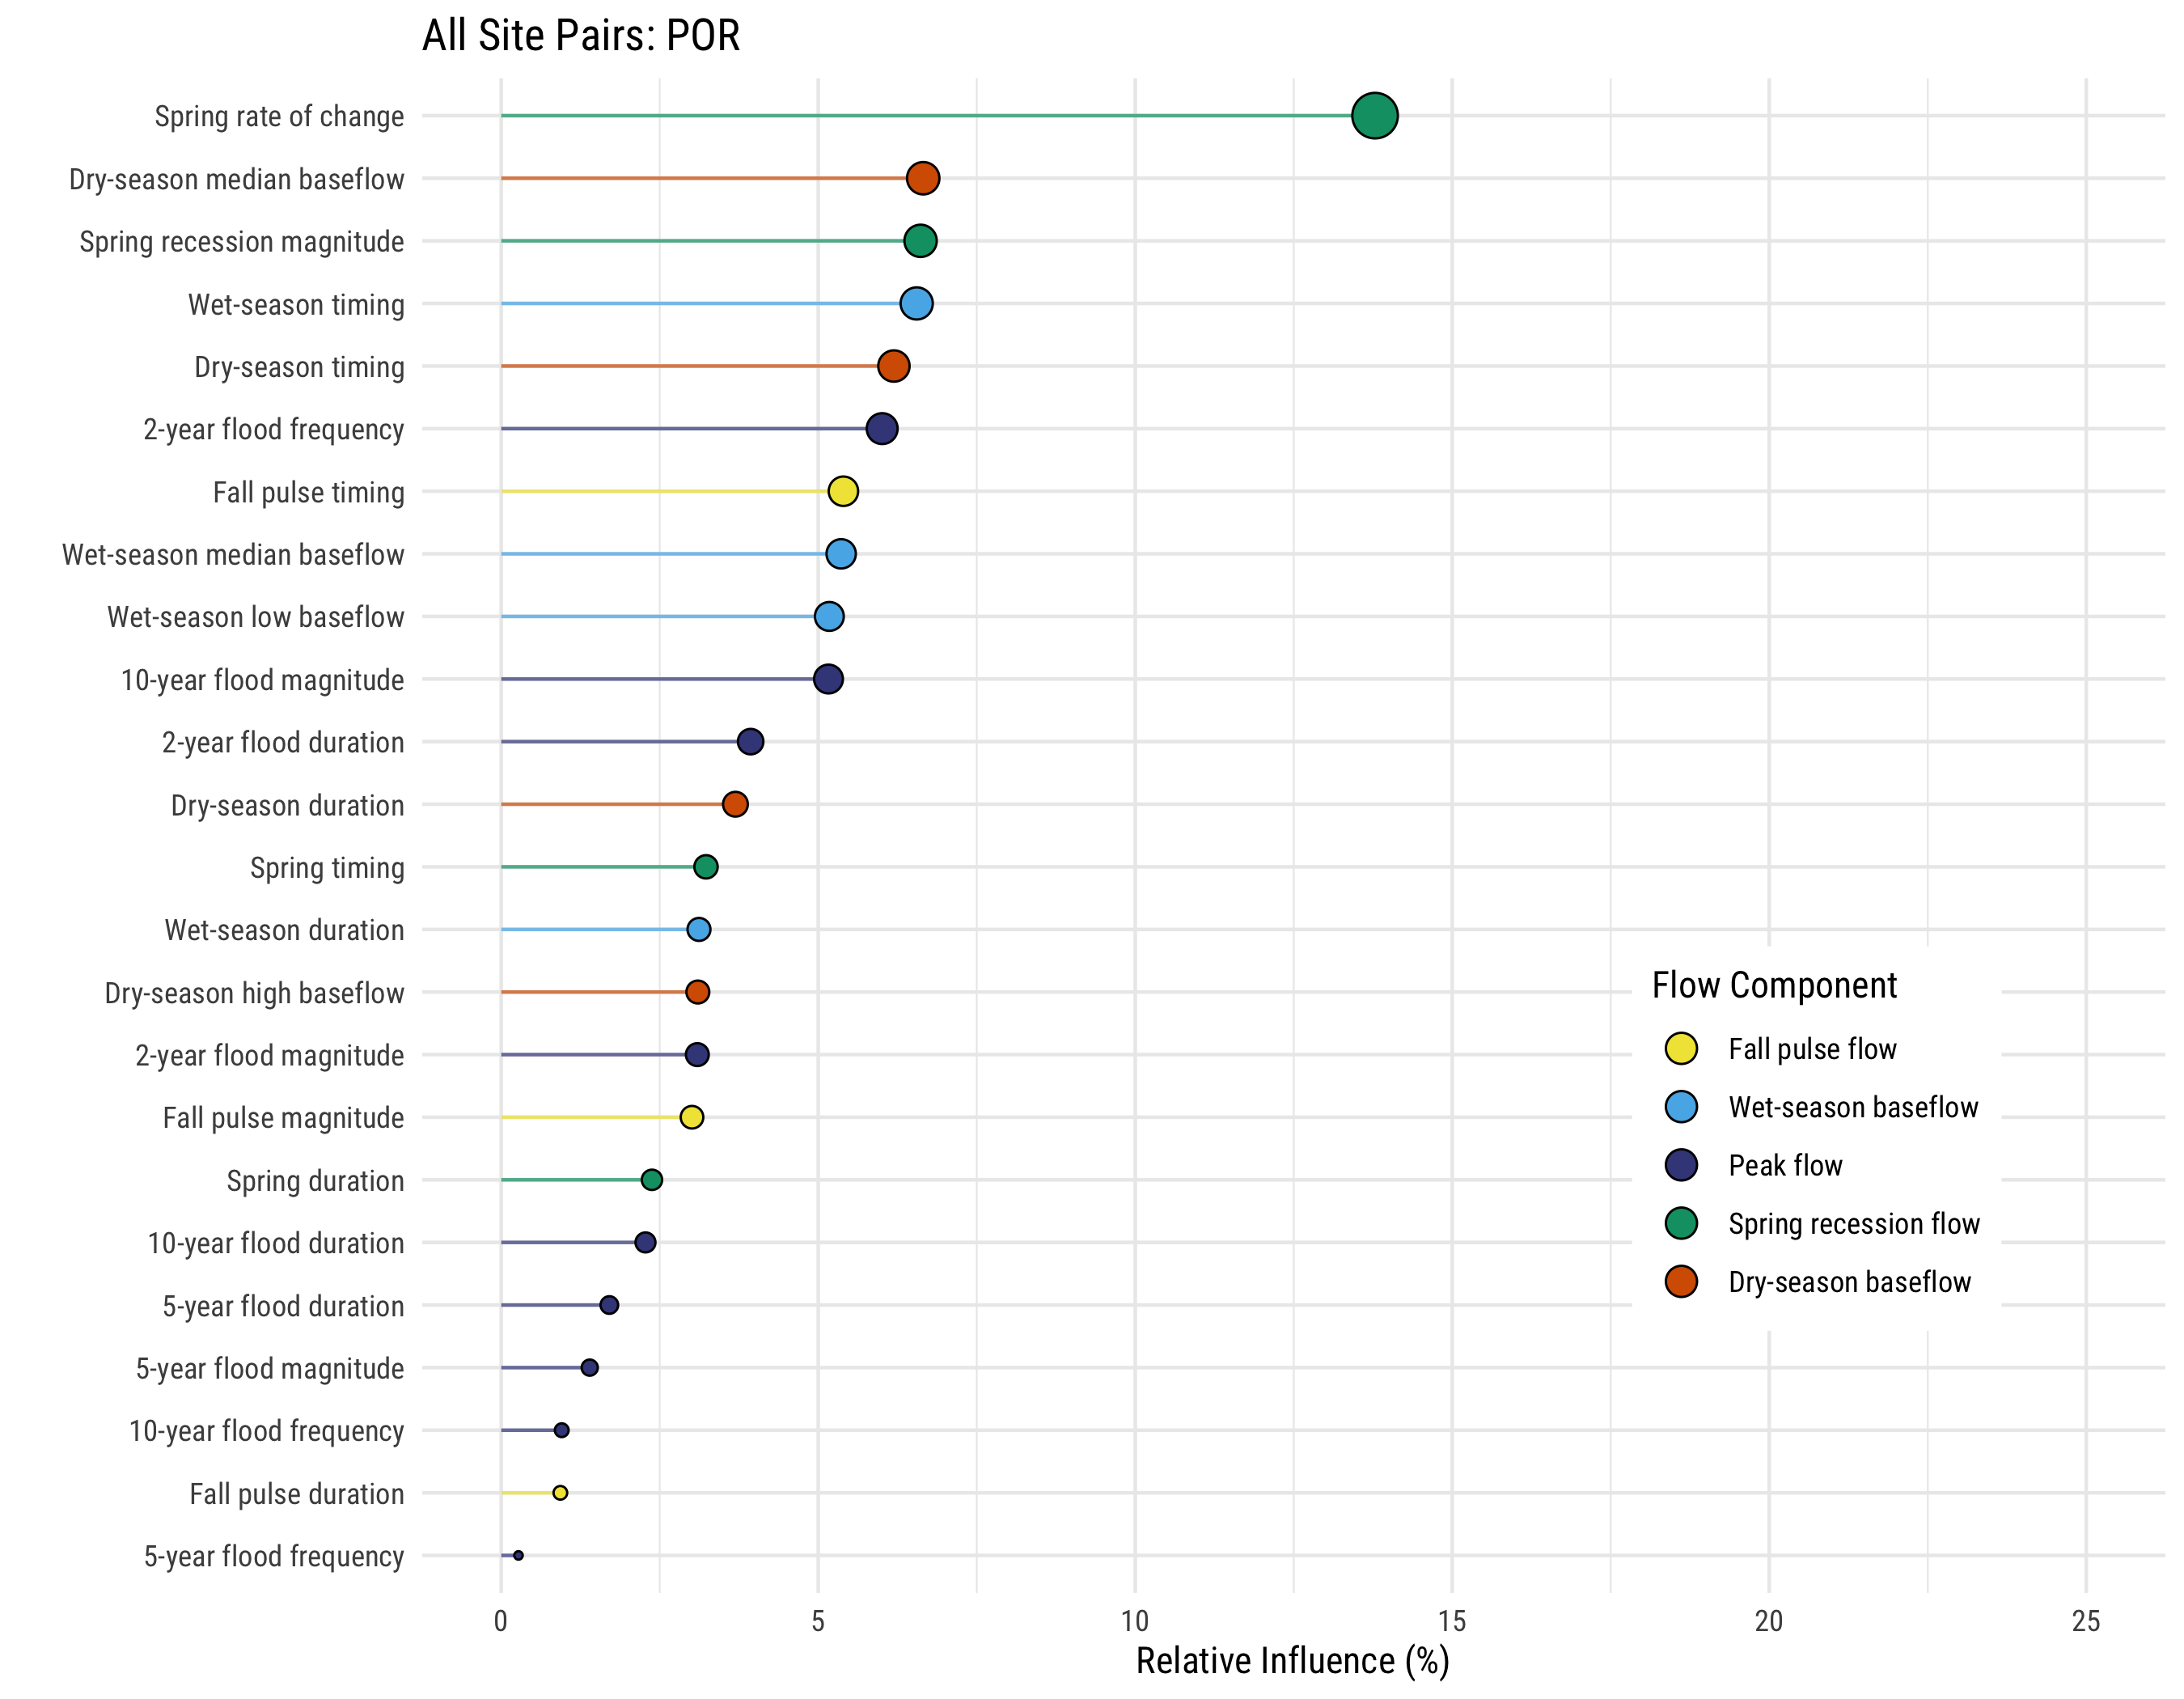 All Site Pairs: POR
Spring rate of change
Dry-season median baseflow
Spring recession magnitude
Wet-season timing
Dry-season timing
2-year flood frequency
Fall pulse timing
Wet-season median baseflow
Wet-season low baseflow
10-year flood magnitude
2-year flood duration
Dry-season duration
Spring timing
Wet-season duration
Dry-season high baseflow
2-year flood magnitude
Fall pulse magnitude
Spring duration
10-year flood duration
5-year flood duration
5-year flood magnitude
10-year flood frequency
Fall pulse duration
5-year flood frequency
Flow Component
Fall pulse flow
Wet-season baseflow
Peak flow
Spring recession flow
Dry-season baseflow
0 5 10 15 20 25
Relative Influence (%)